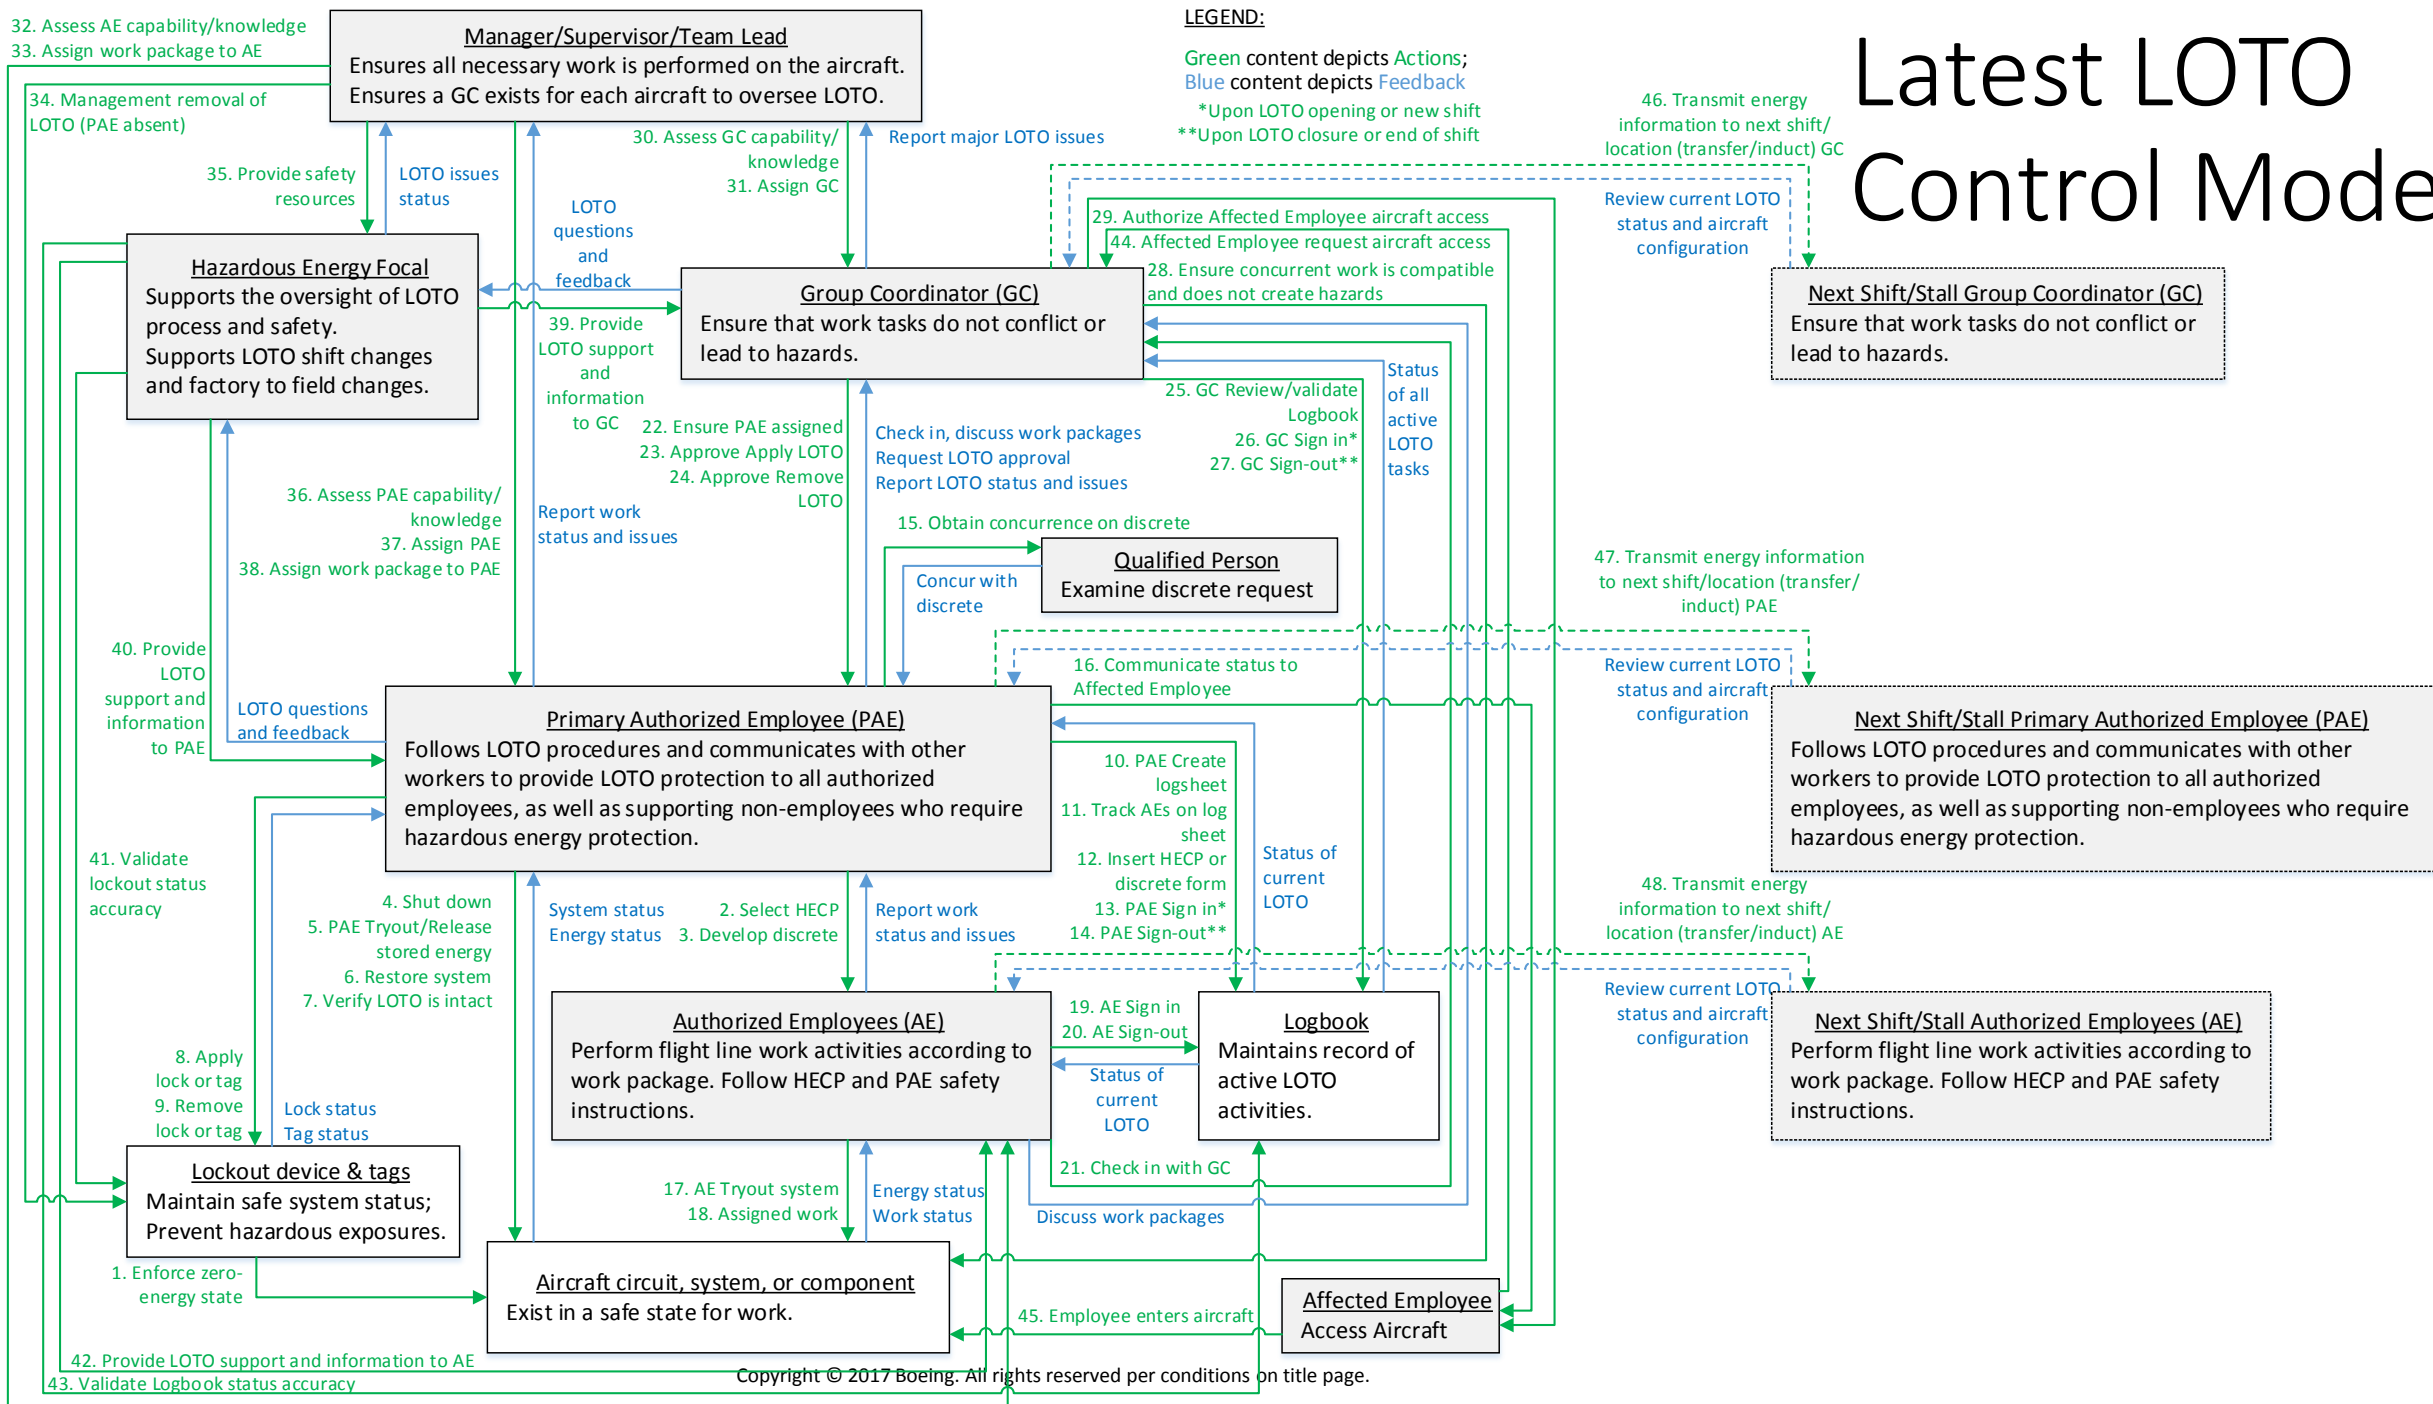 32. Assess AE capability/knowledge
33. Assign work package to AE
34. Management removal of
LOTO (PAE absent)
Manager/Supervisor/Team Lead
Ensures all necessary work is performed on the aircraft.
Ensures a GC exists for each aircraft to oversee LOTO.
LEGEND:
Green content depicts Actions;
Blue content depicts Feedback
*Upon LOTO opening or new shift
**Upon LOTO closure or end of shift
Latest LOTO
Control Mode
46. Transmit energy
information to next shift/
location (transfer/induct) GC
35. Provide safety
resources
LOTO issues
status
LOTO
questions
and
feedback
30. Assess GC capability/
knowledge
31. Assign GC
Report major LOTO issues
Review current LOTO
status and aircraft
configuration
29. Authorize Affected Employee aircraft access
44. Affected Employee request aircraft access
28. Ensure concurrent work is compatible
and does not create hazards
Hazardous Energy Focal
Supports the oversight of LOTO
process and safety.
Supports LOTO shift changes
and factory to field changes.
Group Coordinator (GC)
Ensure that work tasks do not conflict or
lead to hazards.
Next Shift/Stall Group Coordinator (GC)
Ensure that work tasks do not conflict or
lead to hazards.
39. Provide
LOTO support
and
information
to GC
22. Ensure PAE assigned
23. Approve Apply LOTO
24. Approve Remove
LOTO
Check in, discuss work packages
Request LOTO approval
Report LOTO status and issues
25. GC Review/validate
Logbook
26. GC Sign in*
27. GC Sign-out**
Status
of all
active
LOTO
tasks
36. Assess PAE capability/
knowledge
37. Assign PAE
38. Assign work package to PAE
Report work
status and issues
15. Obtain concurrence on discrete
Concur with
discrete
Qualified Person
Examine discrete request
47. Transmit energy information
to next shift/location (transfer/
induct) PAE
40. Provide
LOTO
support and
information
to PAE
LOTO questions
and feedback
16. Communicate status to
Affected Employee
Review current LOTO
status and aircraft
configuration
Primary Authorized Employee (PAE)
Follows LOTO procedures and communicates with other
workers to provide LOTO protection to all authorized
employees, as well as supporting non-employees who require
hazardous energy protection.
Next Shift/Stall Primary Authorized Employee (PAE)
Follows LOTO procedures and communicates with other
workers to provide LOTO protection to all authorized
employees, as well as supporting non-employees who require
hazardous energy protection.
10. PAE Create
logsheet
11. Track AEs on log
sheet
12. Insert HECP or
discrete form
13. PAE Sign in*
14. PAE Sign-out**
Status of
current
LOTO
41. Validate
lockout status
accuracy
4. Shut down
5. PAE Tryout/Release
stored energy
6. Restore system
7. Verify LOTO is intact
System status
Energy status
2. Select HECP
3. Develop discrete
Report work
status and issues
48. Transmit energy
information to next shift/
location (transfer/induct) AE
Review current LOTO
status and aircraft
configuration
Authorized Employees (AE)
Perform flight line work activities according to
work package. Follow HECP and PAE safety
instructions.
19. AE Sign in
20. AE Sign-out
Status of
current
LOTO
Logbook
Maintains record of
active LOTO
activities.
Next Shift/Stall Authorized Employees (AE)
Perform flight line work activities according to
work package. Follow HECP and PAE safety
instructions.
8. Apply
lock or tag
9. Remove
lock or tag
Lock status
Tag status
Lockout device & tags
Maintain safe system status;
Prevent hazardous exposures.
17. AE Tryout system
18. Assigned work
Energy status
Work status
21. Check in with GC
Discuss work packages
1. Enforce zero-
energy state
Aircraft circuit, system, or component
Exist in a safe state for work.
45. Employee enters aircraft
Affected Employee
Access Aircraft
42. Provide LOTO support and information to AE
43. Validate Logbook status accuracy
Copyright © 2017 Boeing. All rights reserved per conditions on title page.